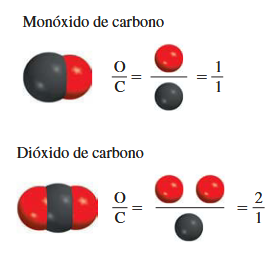 Monóxido de carbono
O/C = = 1/1
Dióxido de carbono
O/C = = 2/1